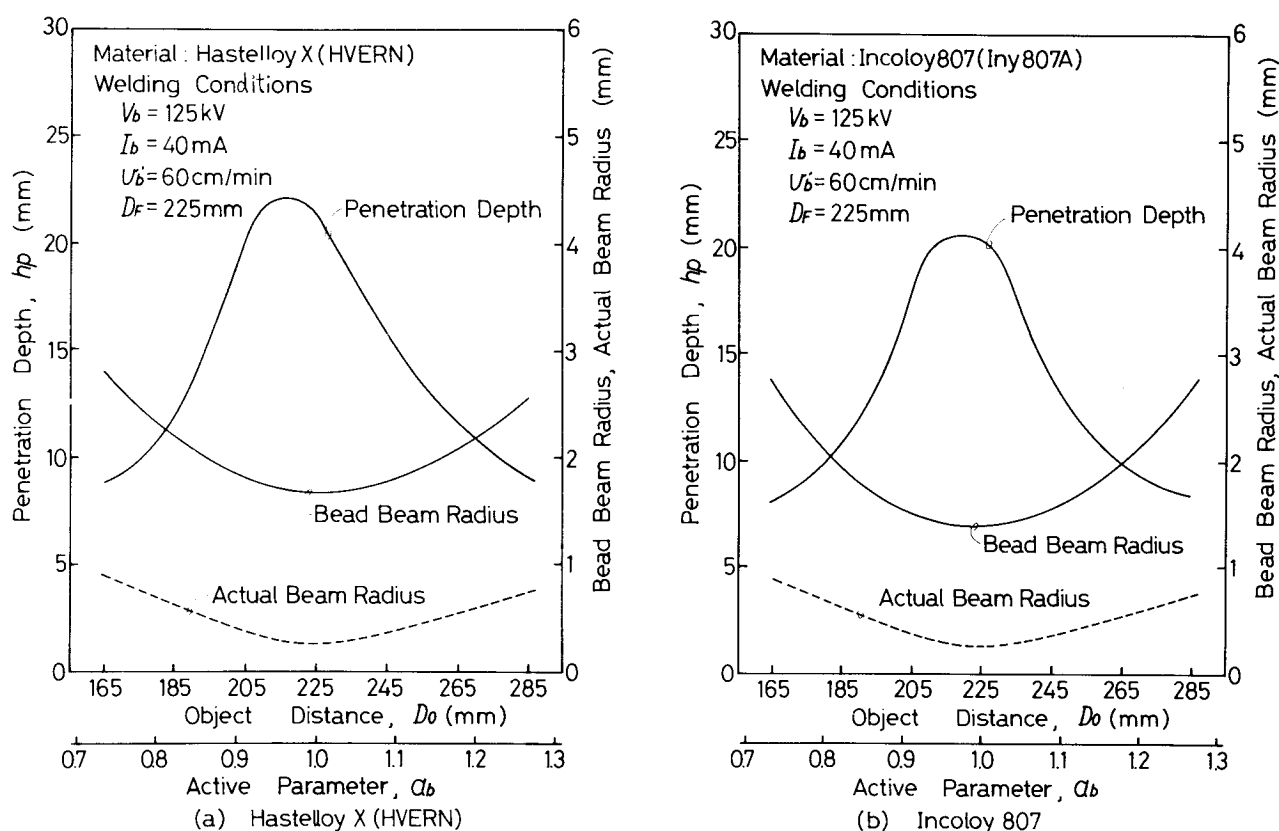 Material : Hastelloy X (HVERN)
Welding Conditions
Vb = 125 kV
Ib = 40 mA
υb = 60 cm/min
DF = 225 mm
Penetration Depth
Bead Beam Radius
Actual Beam Radius
Penetration Depth, hp (mm)
30
25
20
15
10
5
0
Bead Beam Radius, Actual Beam Radius (mm)
6
5
4
3
2
1
0
165 185 205 225 245 265 285
Object Distance, Do (mm)
0.7 0.8 0.9 1.0 1.1 1.2 1.3
Active Parameter, ab
(a) Hastelloy X (HVERN)
Material : Incoloy 807 (Iny 807A)
Welding Conditions
Vb = 125 kV
Ib = 40 mA
υb = 60 cm/min
DF = 225 mm
Penetration Depth
Bead Beam Radius
Actual Beam Radius
Penetration Depth, hp (mm)
30
25
20
15
10
5
0
Bead Beam Radius, Actual Beam Radius (mm)
6
5
4
3
2
1
0
165 185 205 225 245 265 285
Object Distance, Do (mm)
0.7 0.8 0.9 1.0 1.1 1.2 1.3
Active Parameter, ab
(b) Incoloy 807